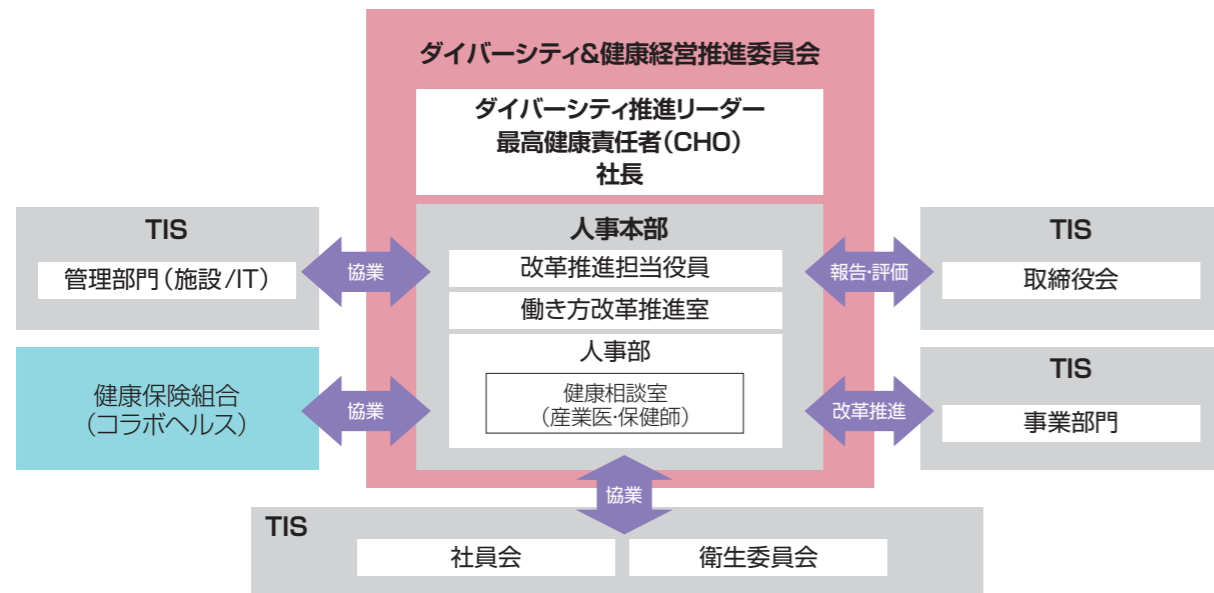 ダイバーシティ&健康経営推進委員会
ダイバーシティ推進リーダー
最高健康責任者(CHO)
社長
TIS
管理部門(施設/IT)
協業
人事本部
改革推進担当役員
働き方改革推進室
人事部
健康相談室
(産業医・保健師)
報告・評価
TIS
取締役会
健康保険組合
(コラボヘルス)
協業
改革推進
TIS
事業部門
協業
TIS
社員会
衛生委員会